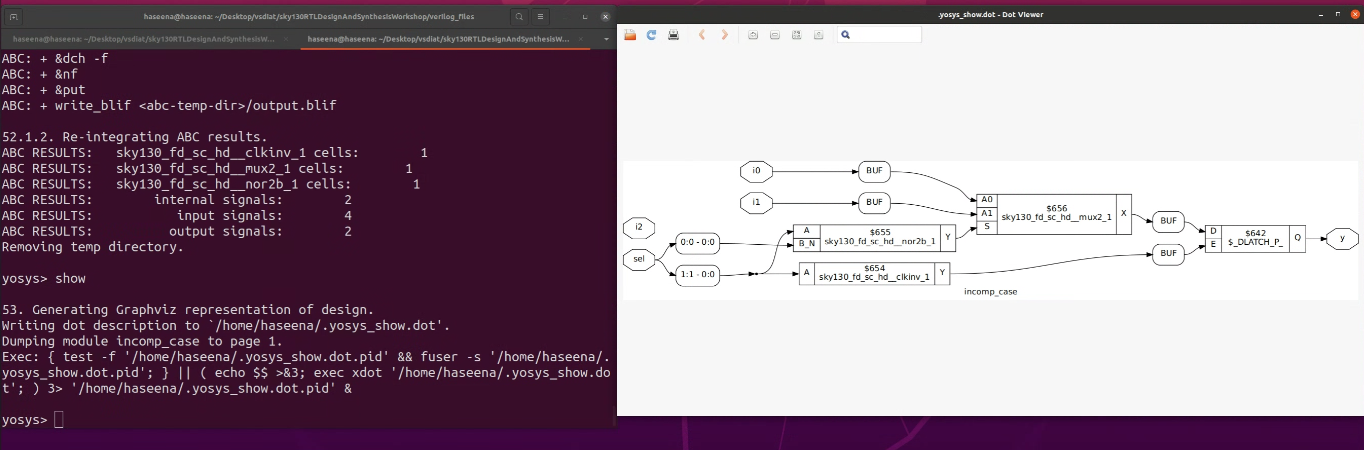 haseena@haseena: ~/Desktop/vsdiat/sky130RTLDesignAndSynthesisWorkshop/verilog_files
haseena@haseena: ~/Desktop/vsdiat/sky130RTLDesignAndSynthesisW...
haseena@haseena: ~/Desktop/vsdiat/sky130RTLDesignAndSynthesisW...
ABC: + &dch -f
ABC: + &nf
ABC: + &put
ABC: + write_blif <abc-temp-dir>/output.blif
52.1.2. Re-integrating ABC results.
ABC RESULTS:   sky130_fd_sc_hd__clkinv_1 cells:        1
ABC RESULTS:   sky130_fd_sc_hd__mux2_1 cells:        1
ABC RESULTS:   sky130_fd_sc_hd__nor2b_1 cells:        1
ABC RESULTS:        internal signals:        2
ABC RESULTS:           input signals:        4
ABC RESULTS:          output signals:        2
Removing temp directory.
yosys> show
53. Generating Graphviz representation of design.
Writing dot description to `/home/haseena/.yosys_show.dot'.
Dumping module incomp_case to page 1.
Exec: { test -f '/home/haseena/.yosys_show.dot.pid' && fuser -s '/home/haseena/.
yosys_show.dot.pid'; } || ( echo $$ >&3; exec xdot '/home/haseena/.yosys_show.do
t'; ) 3> '/home/haseena/.yosys_show.dot.pid' &
yosys>
.yosys_show.dot - Dot Viewer
i0
BUF
i1
BUF
A0
A1
S
$656
sky130_fd_sc_hd__mux2_1
X
i2
sel
0:0 - 0:0
1:1 - 0:0
A
B_N
$655
sky130_fd_sc_hd__nor2b_1
Y
A
$654
sky130_fd_sc_hd__clkinv_1
Y
BUF
BUF
D
E
$642
$_DLATCH_P_
Q
y
incomp_case